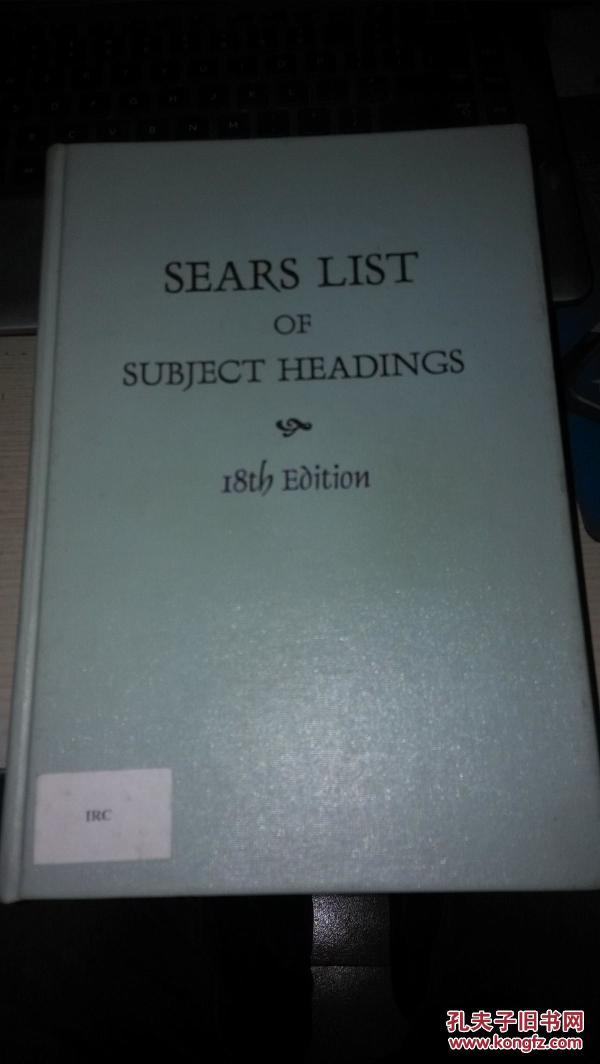 SEARS LIST
OF
SUBJECT HEADINGS
18th Edition
IRC
孔夫子旧书网
www.kongfz.com